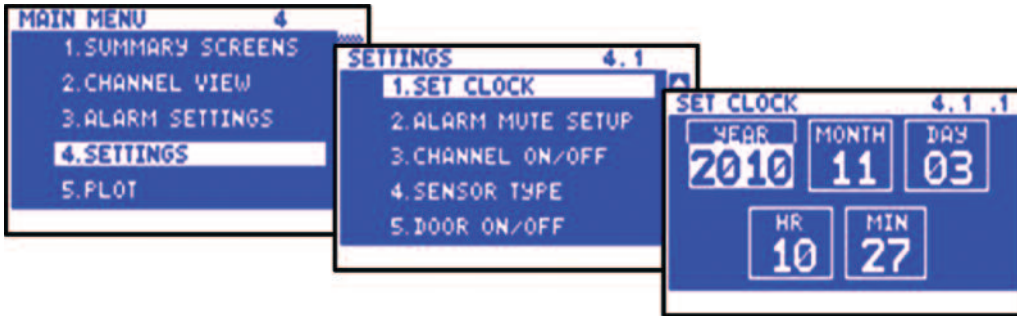 MAIN MENU 4
1.SUMMARY SCREENS
2.CHANNEL VIEW
3.ALARM SETTINGS
4.SETTINGS
5.PLOT
SETTINGS 4.1
1.SET CLOCK
2.ALARM MUTE SETUP
3.CHANNEL ON/OFF
4.SENSOR TYPE
5.DOOR ON/OFF
SET CLOCK 4.1 .1
YEAR MONTH DAY
2010 11 03
HR MIN
10 27